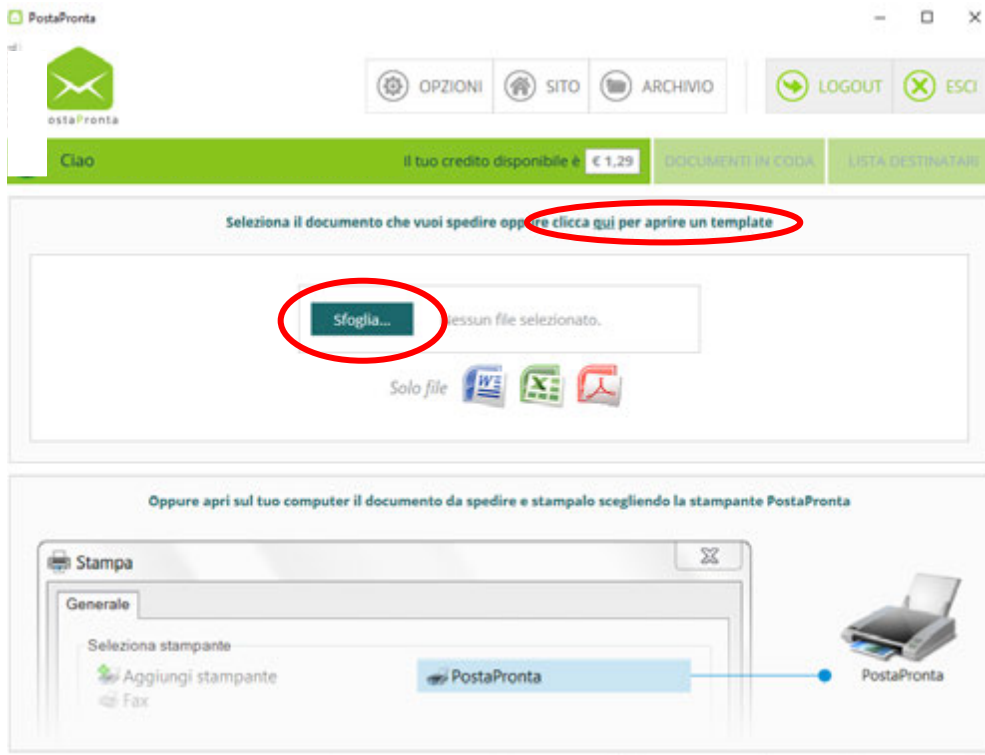 PostaPronta
OPZIONI SITO ARCHIVIO LOGOUT ESCI
ostaPronta
Ciao Il tuo credito disponibile è € 1,29 DOCUMENTI IN CODA LISTA DESTINATARI
Seleziona il documento che vuoi spedire oppure clicca qui per aprire un template
Sfoglia... Nessun file selezionato.
Solo file
Oppure apri sul tuo computer il documento da spedire e stampalo scegliendo la stampante PostaPronta
Stampa
Generale
Seleziona stampante
Aggiungi stampante PostaPronta PostaPronta
Fax